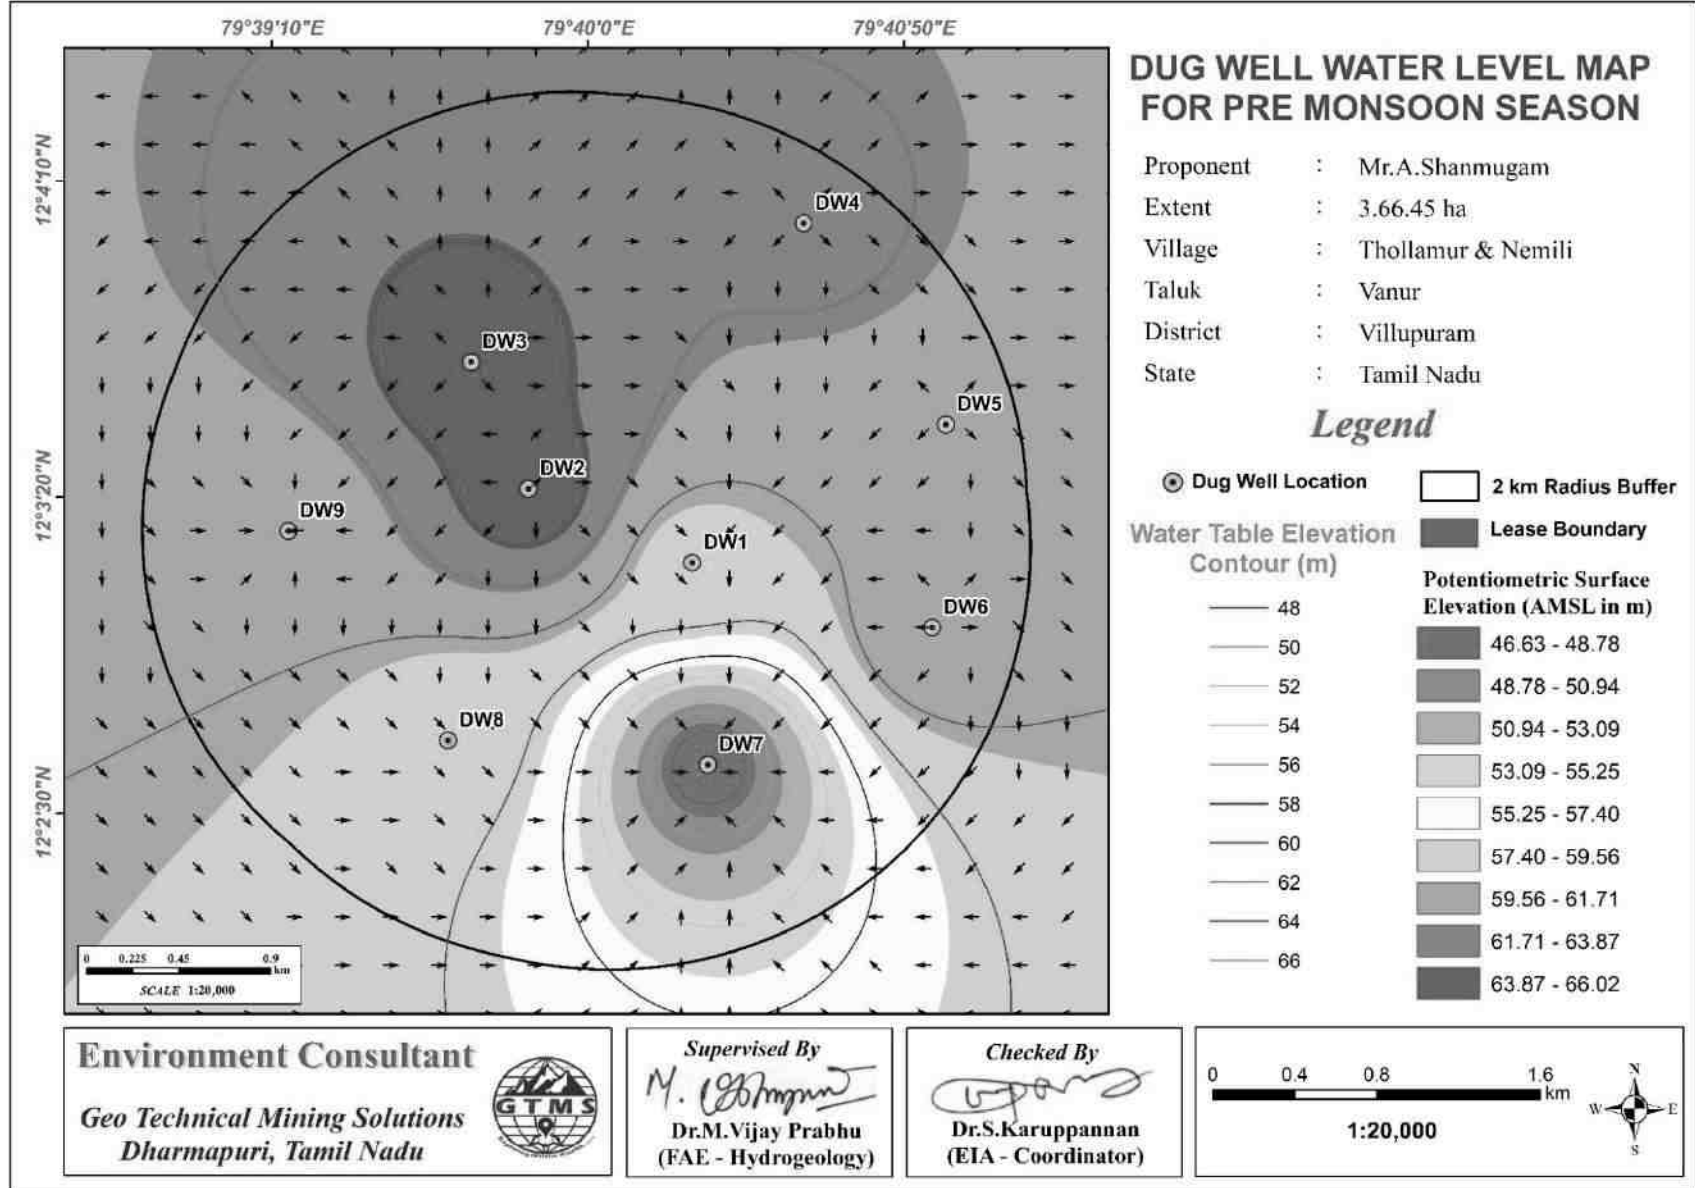 79°39'10"E
79°40'0"E
79°40'50"E
12°4'10"N
12°3'20"N
12°2'30"N
DW4
DW3
DW5
DW2
DW9
DW1
DW6
DW8
DW7
0 0.225 0.45 0.9
km
SCALE 1:20,000
DUG WELL WATER LEVEL MAP
FOR PRE MONSOON SEASON
Proponent : Mr.A.Shanmugam
Extent : 3.66.45 ha
Village : Thollamur & Nemili
Taluk : Vanur
District : Villupuram
State : Tamil Nadu
Legend
Dug Well Location
2 km Radius Buffer
Lease Boundary
Water Table Elevation
Contour (m)
48
50
52
54
56
58
60
62
64
66
Potentiometric Surface
Elevation (AMSL in m)
46.63 - 48.78
48.78 - 50.94
50.94 - 53.09
53.09 - 55.25
55.25 - 57.40
57.40 - 59.56
59.56 - 61.71
61.71 - 63.87
63.87 - 66.02
Environment Consultant
Geo Technical Mining Solutions
Dharmapuri, Tamil Nadu
GTMS
Supervised By
Dr.M.Vijay Prabhu
(FAE - Hydrogeology)
Checked By
Dr.S.Karuppannan
(EIA - Coordinator)
0 0.4 0.8 1.6
km
1:20,000
N
W E
S